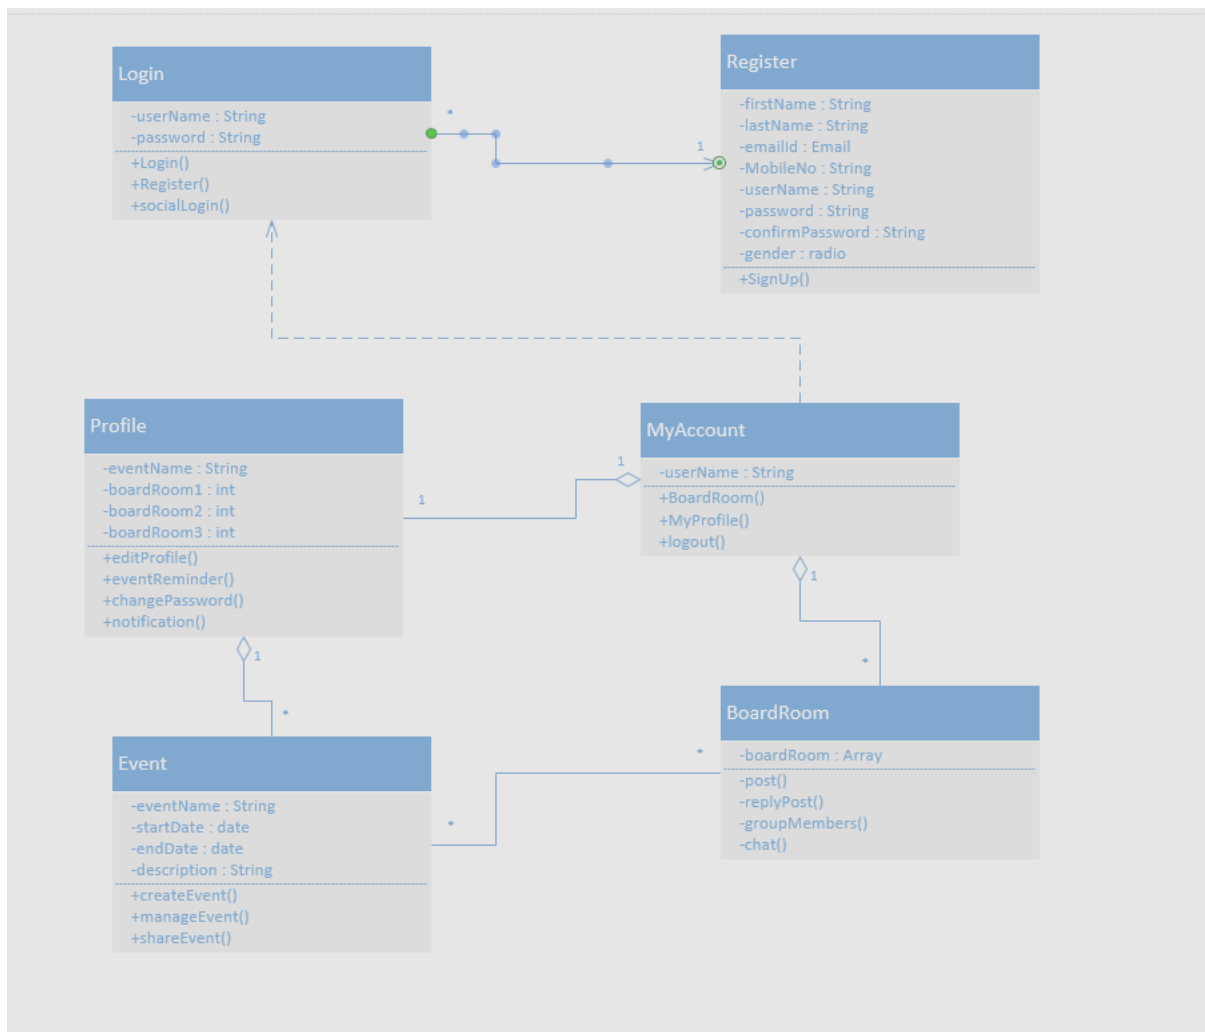 Login
-userName : String
-password : String
+Login()
+Register()
+socialLogin()
*
1
Register
-firstName : String
-lastName : String
-emailId : Email
-MobileNo : String
-userName : String
-password : String
-confirmPassword : String
-gender : radio
+SignUp()
Profile
-eventName : String
-boardRoom1 : int
-boardRoom2 : int
-boardRoom3 : int
+editProfile()
+eventReminder()
+changePassword()
+notification()
1
1
MyAccount
-userName : String
+BoardRoom()
+MyProfile()
+logout()
1
*
1
*
Event
-eventName : String
-startDate : date
-endDate : date
-description : String
+createEvent()
+manageEvent()
+shareEvent()
*
*
BoardRoom
-boardRoom : Array
-post()
-replyPost()
-groupMembers()
-chat()